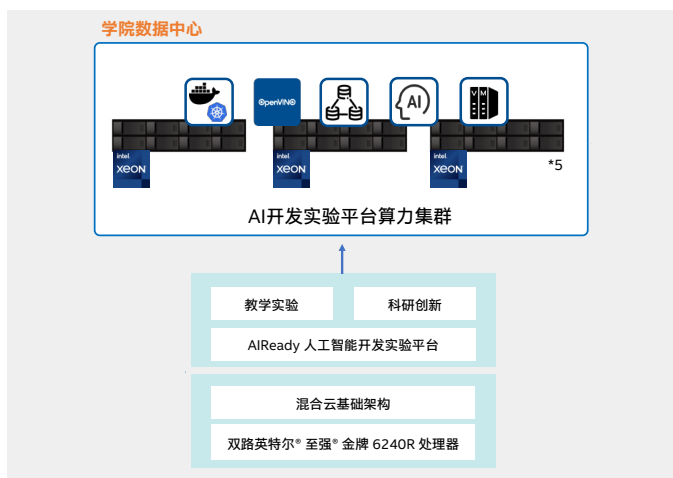 学院数据中心
OpenVINO
AI
V M
intel
XEON
intel
XEON
intel
XEON
*5
AI开发实验平台算力集群
教学实验
科研创新
AIReady 人工智能开发实验平台
混合云基础架构
双路英特尔® 至强® 金牌 6240R 处理器